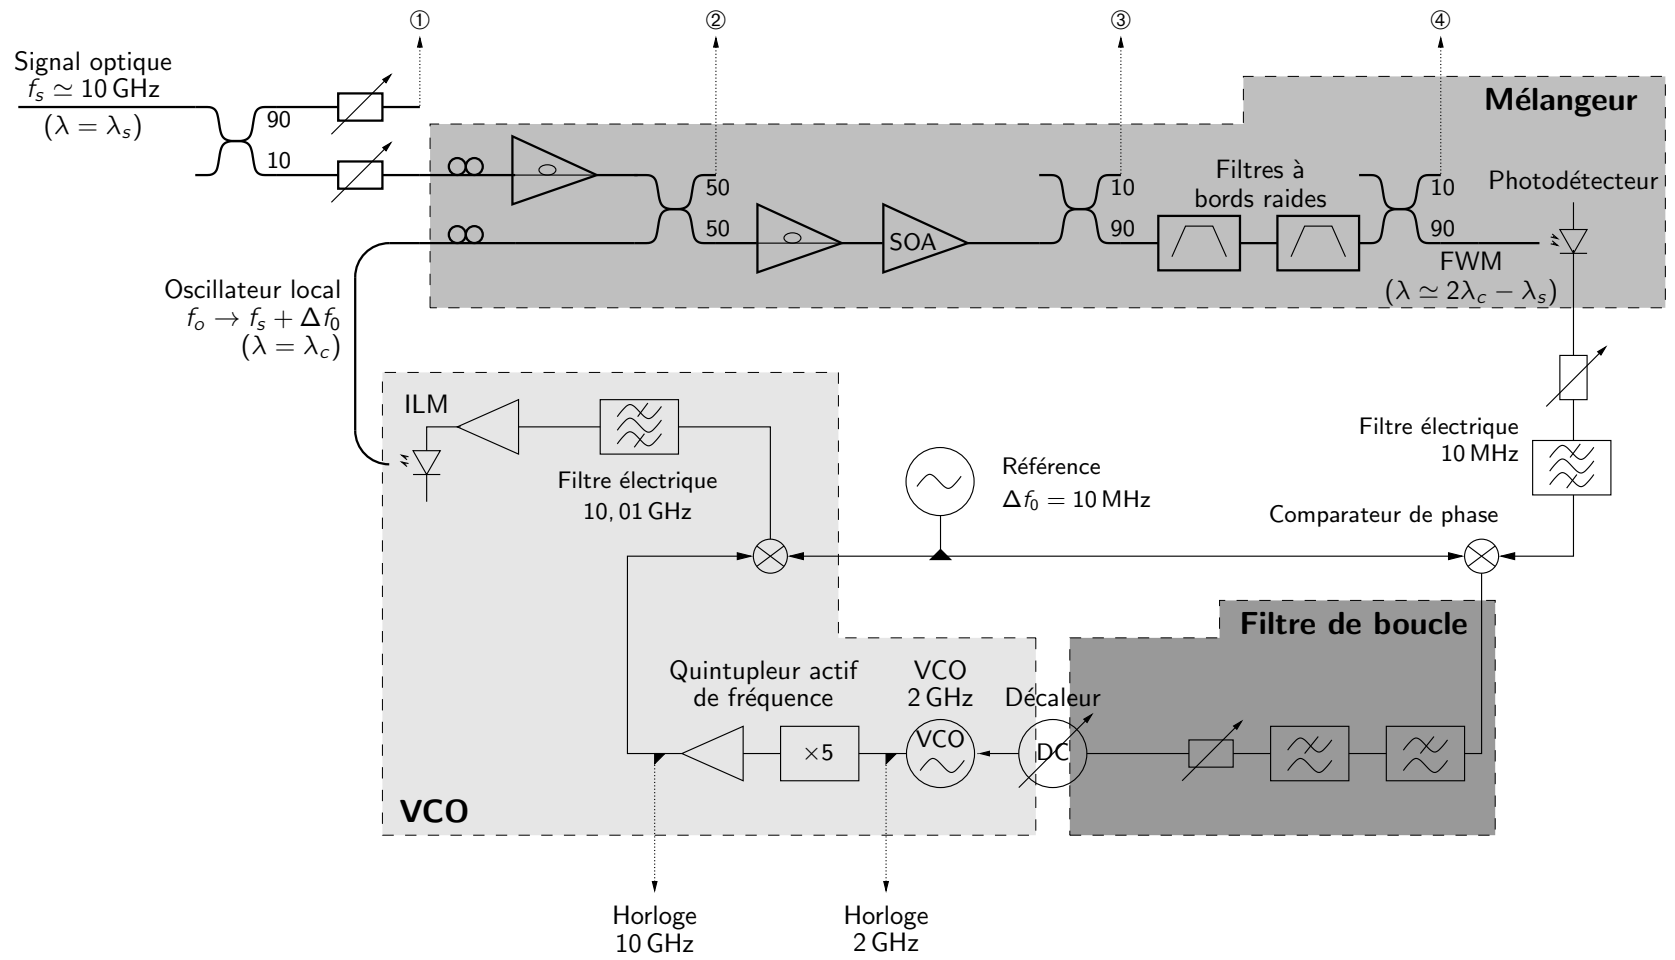 ①
②
③
④
Signal optique
f_s ≃ 10 GHz
(λ = λ_s)
90
10
Mélangeur
50
50
SOA
10
90
Filtres à
bords raides
10
90
Photodétecteur
FWM
(λ ≃ 2λ_c − λ_s)
Oscillateur local
f_o → f_s + Δf_0
(λ = λ_c)
ILM
Filtre électrique
10, 01 GHz
Référence
Δf_0 = 10 MHz
Filtre électrique
10 MHz
Comparateur de phase
Filtre de boucle
Quintupleur actif
de fréquence
VCO
2 GHz
Décaleur
×5
VCO
DC
VCO
Horloge
10 GHz
Horloge
2 GHz